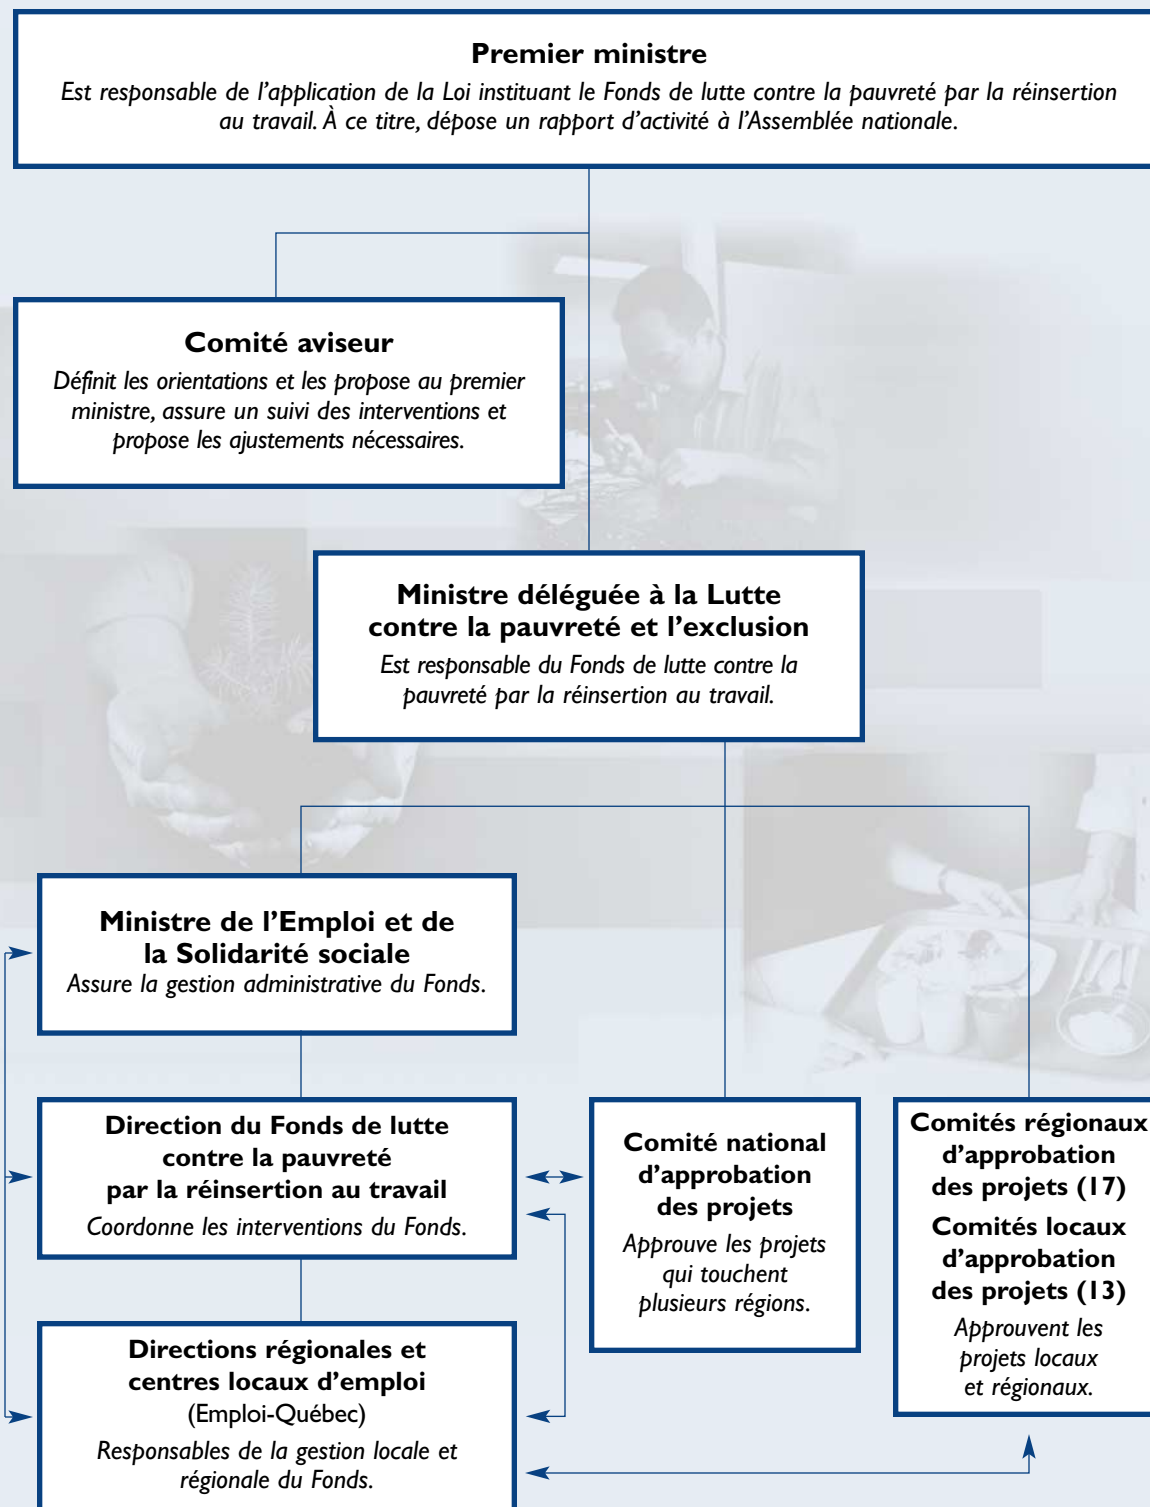 Premier ministre
Est responsable de l’application de la Loi instituant le Fonds de lutte contre la pauvreté par la réinsertion
au travail. À ce titre, dépose un rapport d’activité à l’Assemblée nationale.
Comité aviseur
Définit les orientations et les propose au premier
ministre, assure un suivi des interventions et
propose les ajustements nécessaires.
Ministre déléguée à la Lutte
contre la pauvreté et l’exclusion
Est responsable du Fonds de lutte contre la
pauvreté par la réinsertion au travail.
Ministre de l’Emploi et de
la Solidarité sociale
Assure la gestion administrative du Fonds.
Direction du Fonds de lutte
contre la pauvreté
par la réinsertion au travail
Coordonne les interventions du Fonds.
Comité national
d’approbation
des projets
Approuve les projets
qui touchent
plusieurs régions.
Comités régionaux
d’approbation
des projets (17)
Comités locaux
d’approbation
des projets (13)
Approuvent les
projets locaux
et régionaux.
Directions régionales et
centres locaux d’emploi
(Emploi-Québec)
Responsables de la gestion locale et
régionale du Fonds.